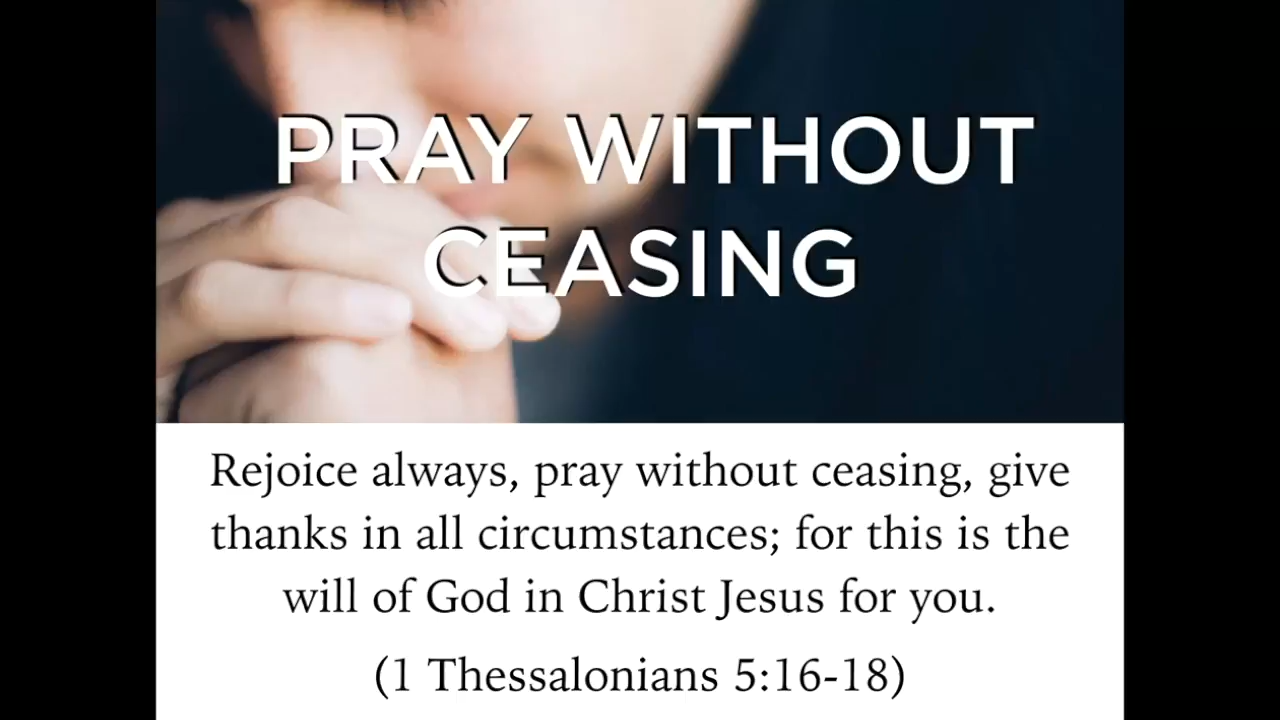 PRAY WITHOUT
CEASING
Rejoice always, pray without ceasing, give
thanks in all circumstances; for this is the
will of God in Christ Jesus for you.
(1 Thessalonians 5:16-18)